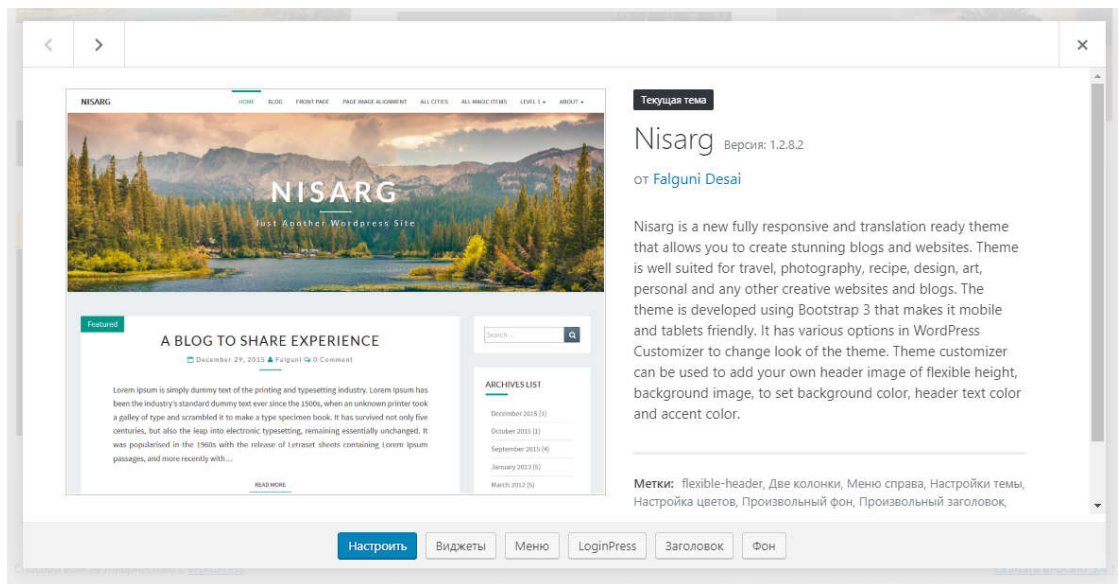 Текущая тема
NISARG
HOME BLOG FRONT PAGE PAGE IMAGE ALIGNMENT ALL CITIES ALL MAGIC ITEMS LEVEL 1 ABOUT
NISARG
Just Another Wordpress Site
Featured
A BLOG TO SHARE EXPERIENCE
December 29, 2015 Falguni 0 Comment
Lorem Ipsum is simply dummy text of the printing and typesetting industry. Lorem Ipsum has
been the industry's standard dummy text ever since the 1500s, when an unknown printer took
a galley of type and scrambled it to make a type specimen book. It has survived not only five
centuries, but also the leap into electronic typesetting, remaining essentially unchanged. It
was popularised in the 1960s with the release of Letraset sheets containing Lorem Ipsum
passages, and more recently with...
READ MORE
Search ...
ARCHIVES LIST
December 2015 (1)
October 2015 (1)
September 2015 (4)
January 2013 (5)
March 2012 (5)
Nisarg Версия: 1.2.8.2
от Falguni Desai
Nisarg is a new fully responsive and translation ready theme
that allows you to create stunning blogs and websites. Theme
is well suited for travel, photography, recipe, design, art,
personal and any other creative websites and blogs. The
theme is developed using Bootstrap 3 that makes it mobile
and tablets friendly. It has various options in WordPress
Customizer to change look of the theme. Theme customizer
can be used to add your own header image of flexible height,
background image, to set background color, header text color
and accent color.
Метки: flexible-header, Две колонки, Меню справа, Настройки темы,
Настройка цветов, Произвольный фон, Произвольный заголовок,
Настроить Виджеты Меню LoginPress Заголовок Фон